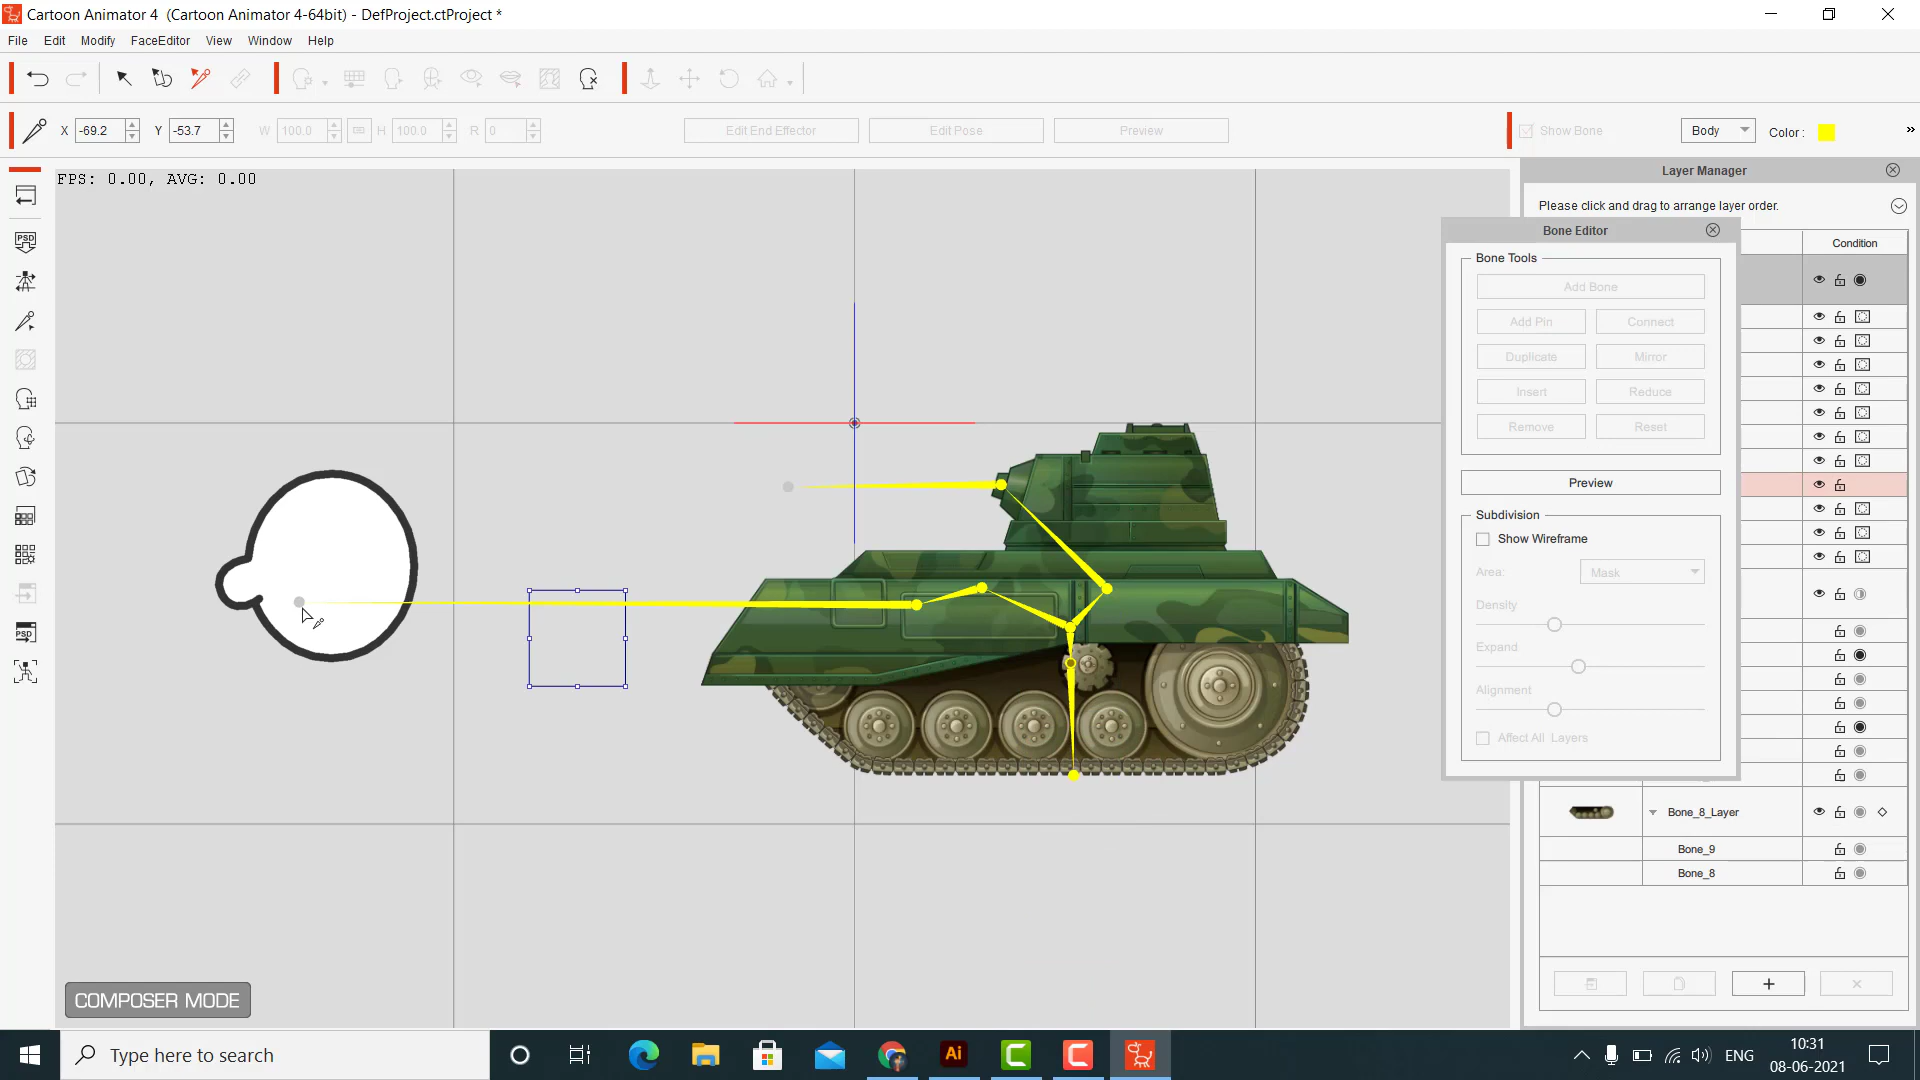 Cartoon Animator 4  (Cartoon Animator 4-64bit) - DefProject.ctProject *
File Edit Modify FaceEditor View Window Help
X -69.2 Y -53.7 W 100.0 H 100.0 R 0 Edit End Effector Edit Pose Preview Show Bone Body Color : »
FPS: 0.00, AVG: 0.00
Layer Manager
Please click and drag to arrange layer order.
Condition
Bone Editor
Bone Tools
Add Bone
Add Pin Connect
Duplicate Mirror
Insert Reduce
Remove Reset
Preview
Subdivision
Show Wireframe
Area: Mask
Density
Expand
Alignment
Affect All Layers
Bone_8_Layer
Bone_9
Bone_8
PSD
PSD
COMPOSER MODE
Type here to search
Ai
ENG
10:31
08-06-2021